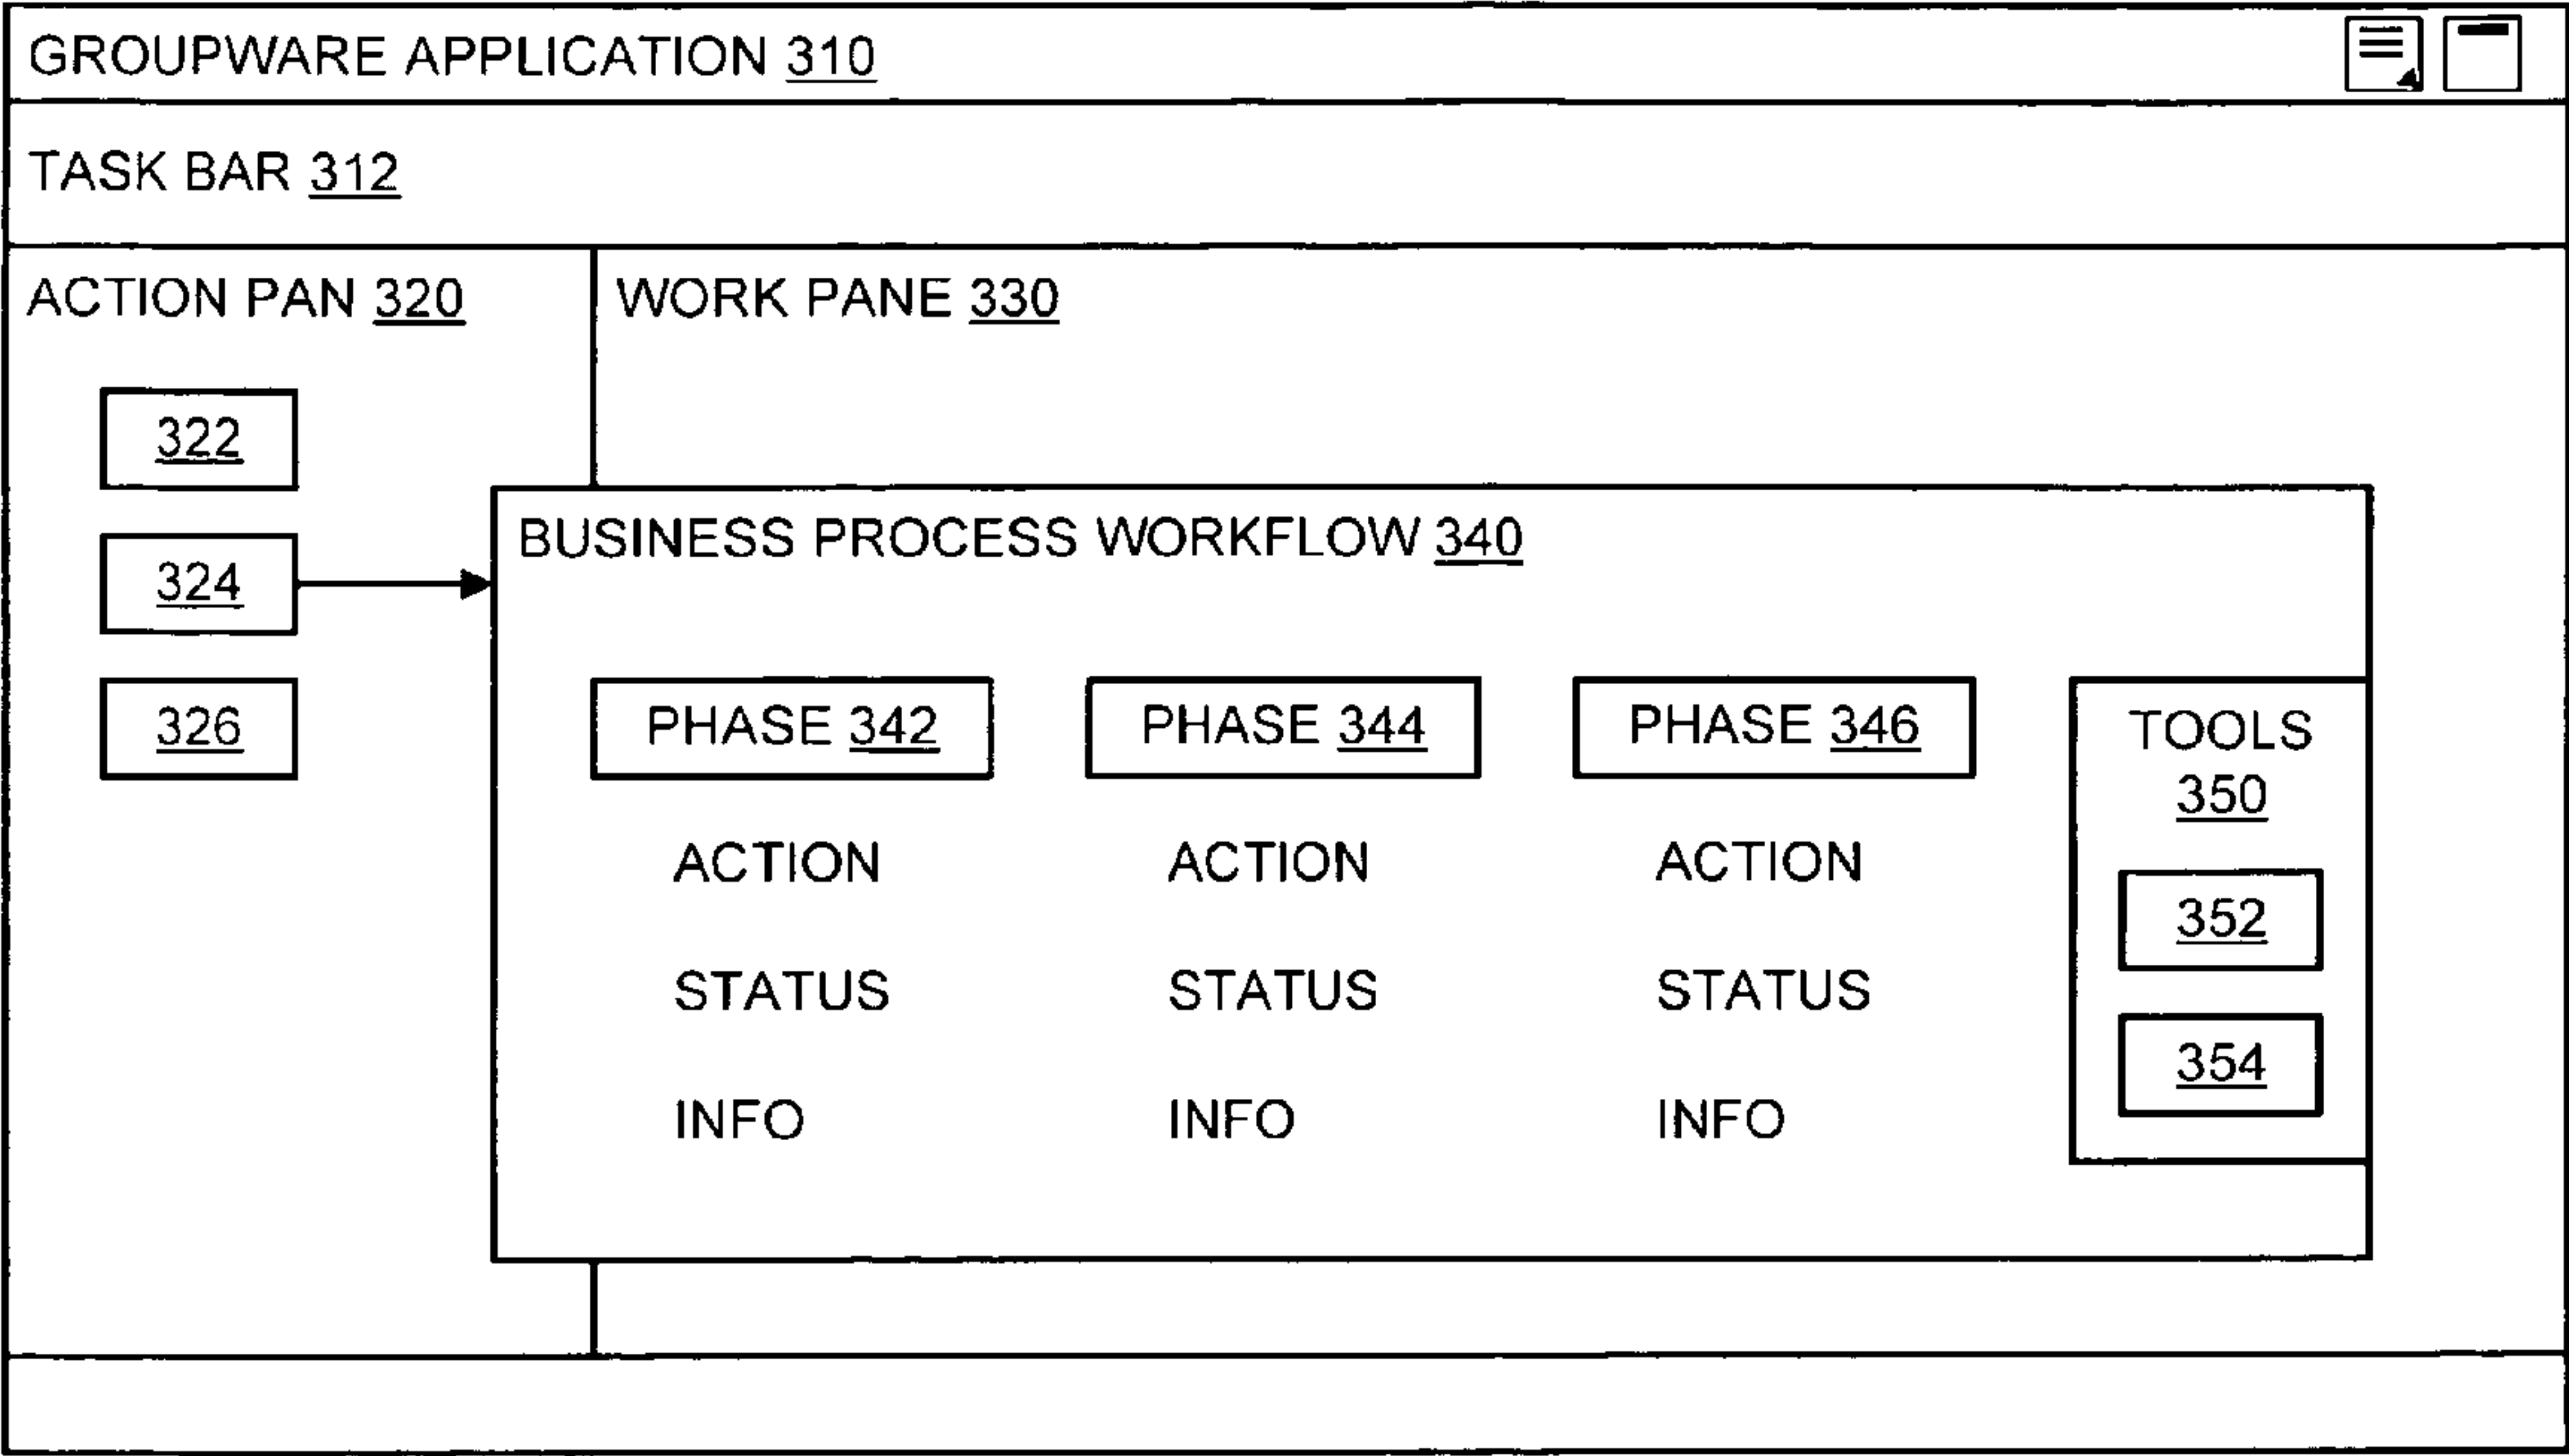 GROUPWARE APPLICATION 310
TASK BAR 312
ACTION PAN 320
WORK PANE 330
322
324
326
BUSINESS PROCESS WORKFLOW 340
PHASE 342
ACTION
STATUS
INFO
PHASE 344
ACTION
STATUS
INFO
PHASE 346
ACTION
STATUS
INFO
TOOLS
350
352
354